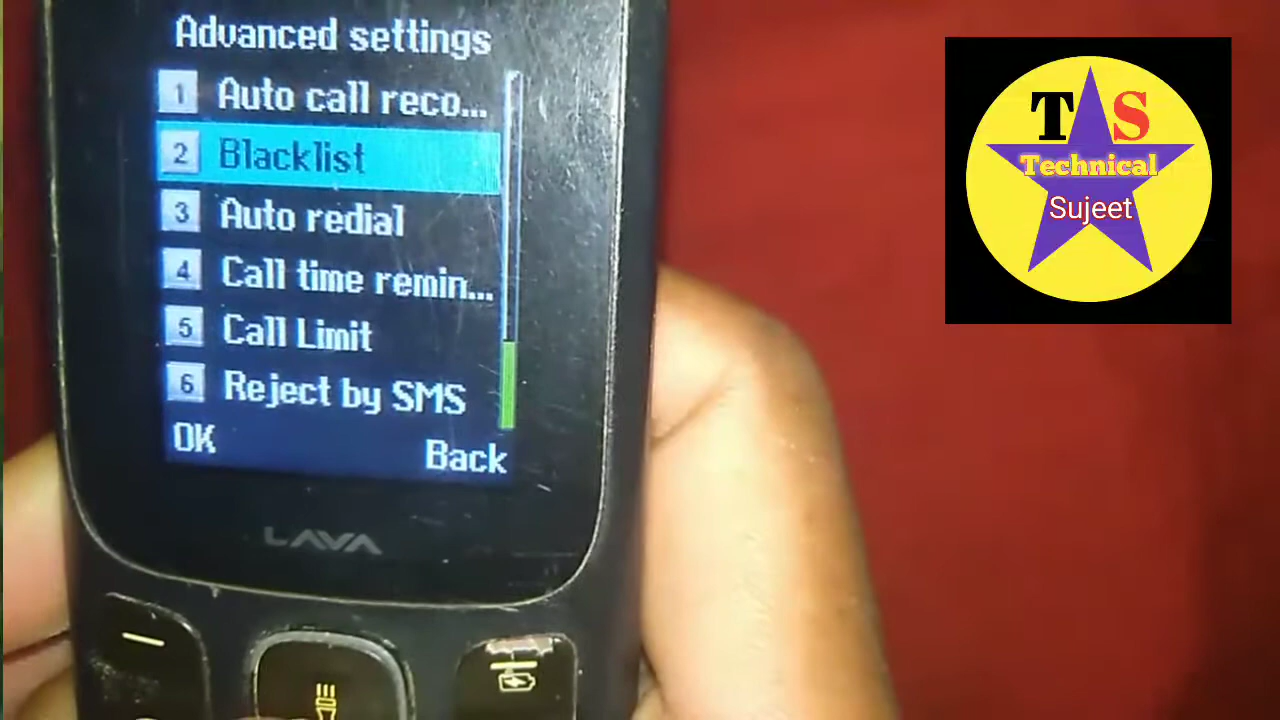 Advanced settings
1 Auto call reco...
2 Blacklist
3 Auto redial
4 Call time remin...
5 Call Limit
6 Reject by SMS
OK Back
LAVA
T S
Technical
Sujeet